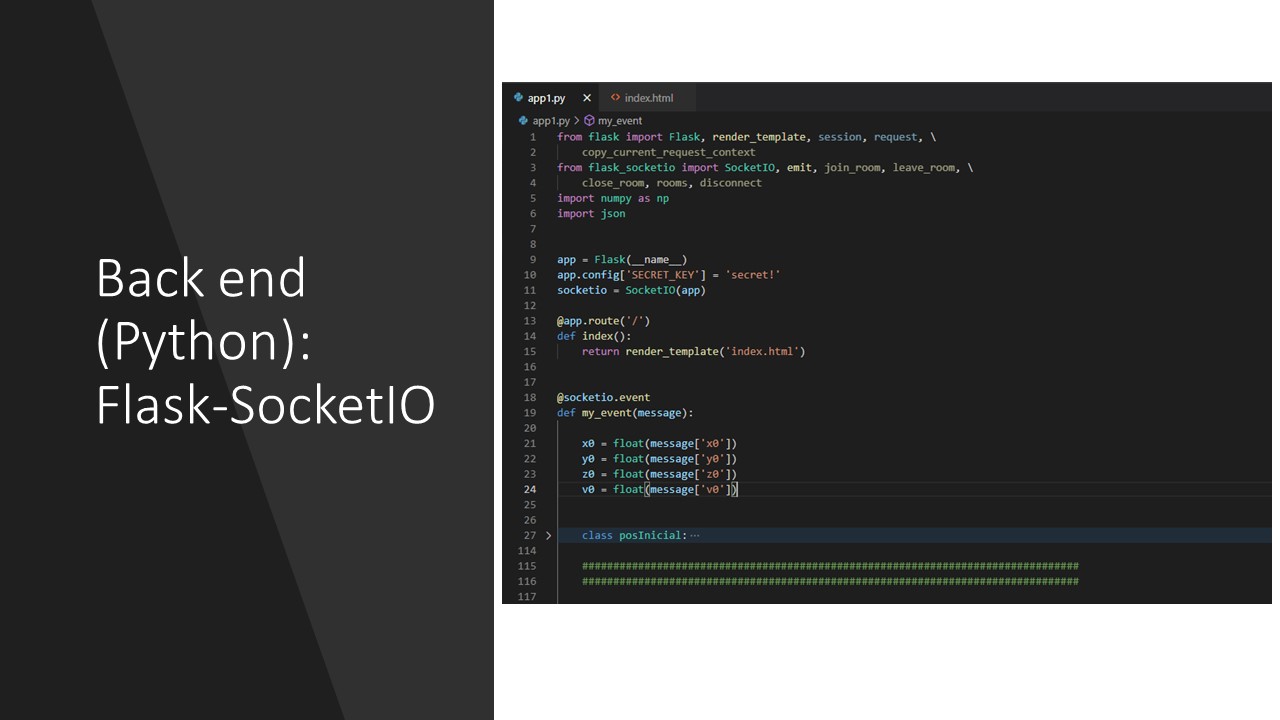 Back end
(Python):
Flask-SocketIO
app1.py × <> index.html
app1.py > my_event
1 from flask import Flask, render_template, session, request, \
2     copy_current_request_context
3 from flask_socketio import SocketIO, emit, join_room, leave_room, \
4     close_room, rooms, disconnect
5 import numpy as np
6 import json
7
8
9 app = Flask(__name__)
10 app.config['SECRET_KEY'] = 'secret!'
11 socketio = SocketIO(app)
12
13 @app.route('/')
14 def index():
15     return render_template('index.html')
16
17
18 @socketio.event
19 def my_event(message):
20
21     x0 = float(message['x0'])
22     y0 = float(message['y0'])
23     z0 = float(message['z0'])
24     v0 = float(message['v0'])
25
26
27 >     class posInicial: ⋯
114
115     ################################################################################
116     ################################################################################
117